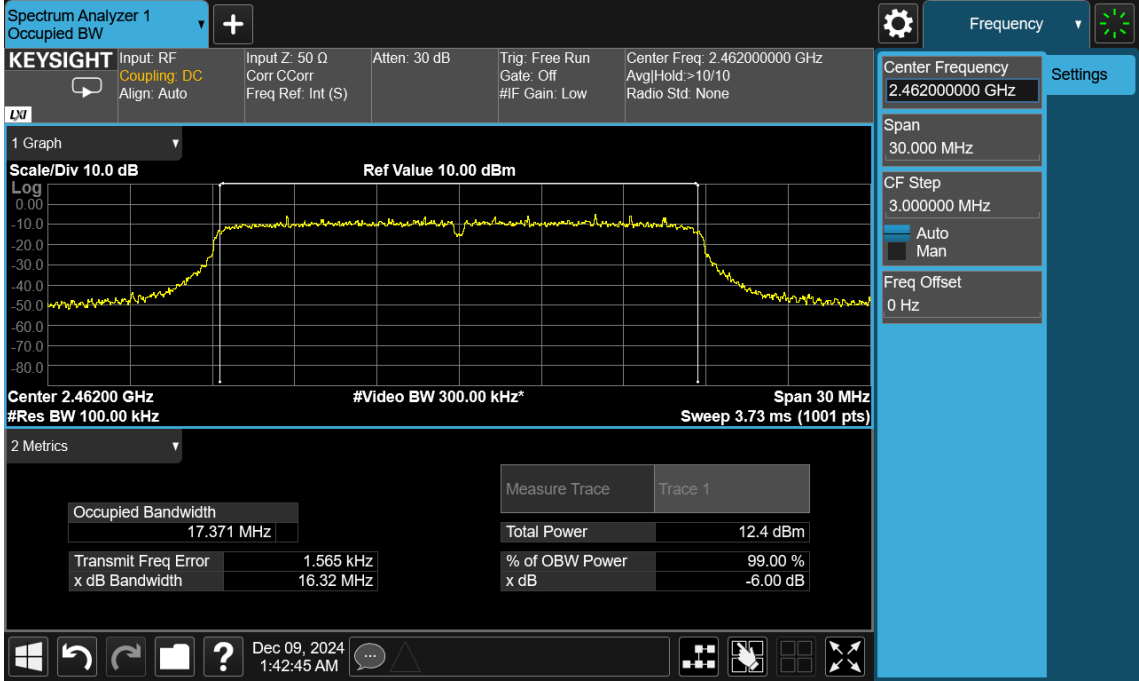 Spectrum Analyzer 1
Occupied BW
Frequency
KEYSIGHT
LXI
Input: RF
Coupling: DC
Align: Auto
Input Z: 50 Ω
Corr CCorr
Freq Ref: Int (S)
Atten: 30 dB
Trig: Free Run
Gate: Off
#IF Gain: Low
Center Freq: 2.462000000 GHz
Avg|Hold:>10/10
Radio Std: None
Center Frequency
2.462000000 GHz
Settings
Span
30.000 MHz
CF Step
3.000000 MHz
Auto
Man
Freq Offset
0 Hz
1 Graph
Scale/Div 10.0 dB
Ref Value 10.00 dBm
Log
0.00
-10.0
-20.0
-30.0
-40.0
-50.0
-60.0
-70.0
-80.0
Center 2.46200 GHz
#Video BW 300.00 kHz*
Span 30 MHz
#Res BW 100.00 kHz
Sweep 3.73 ms (1001 pts)
2 Metrics
Measure Trace
Trace 1
Occupied Bandwidth
17.371 MHz
Total Power
12.4 dBm
Transmit Freq Error
1.565 kHz
% of OBW Power
99.00 %
x dB Bandwidth
16.32 MHz
x dB
-6.00 dB
?
Dec 09, 2024
1:42:45 AM